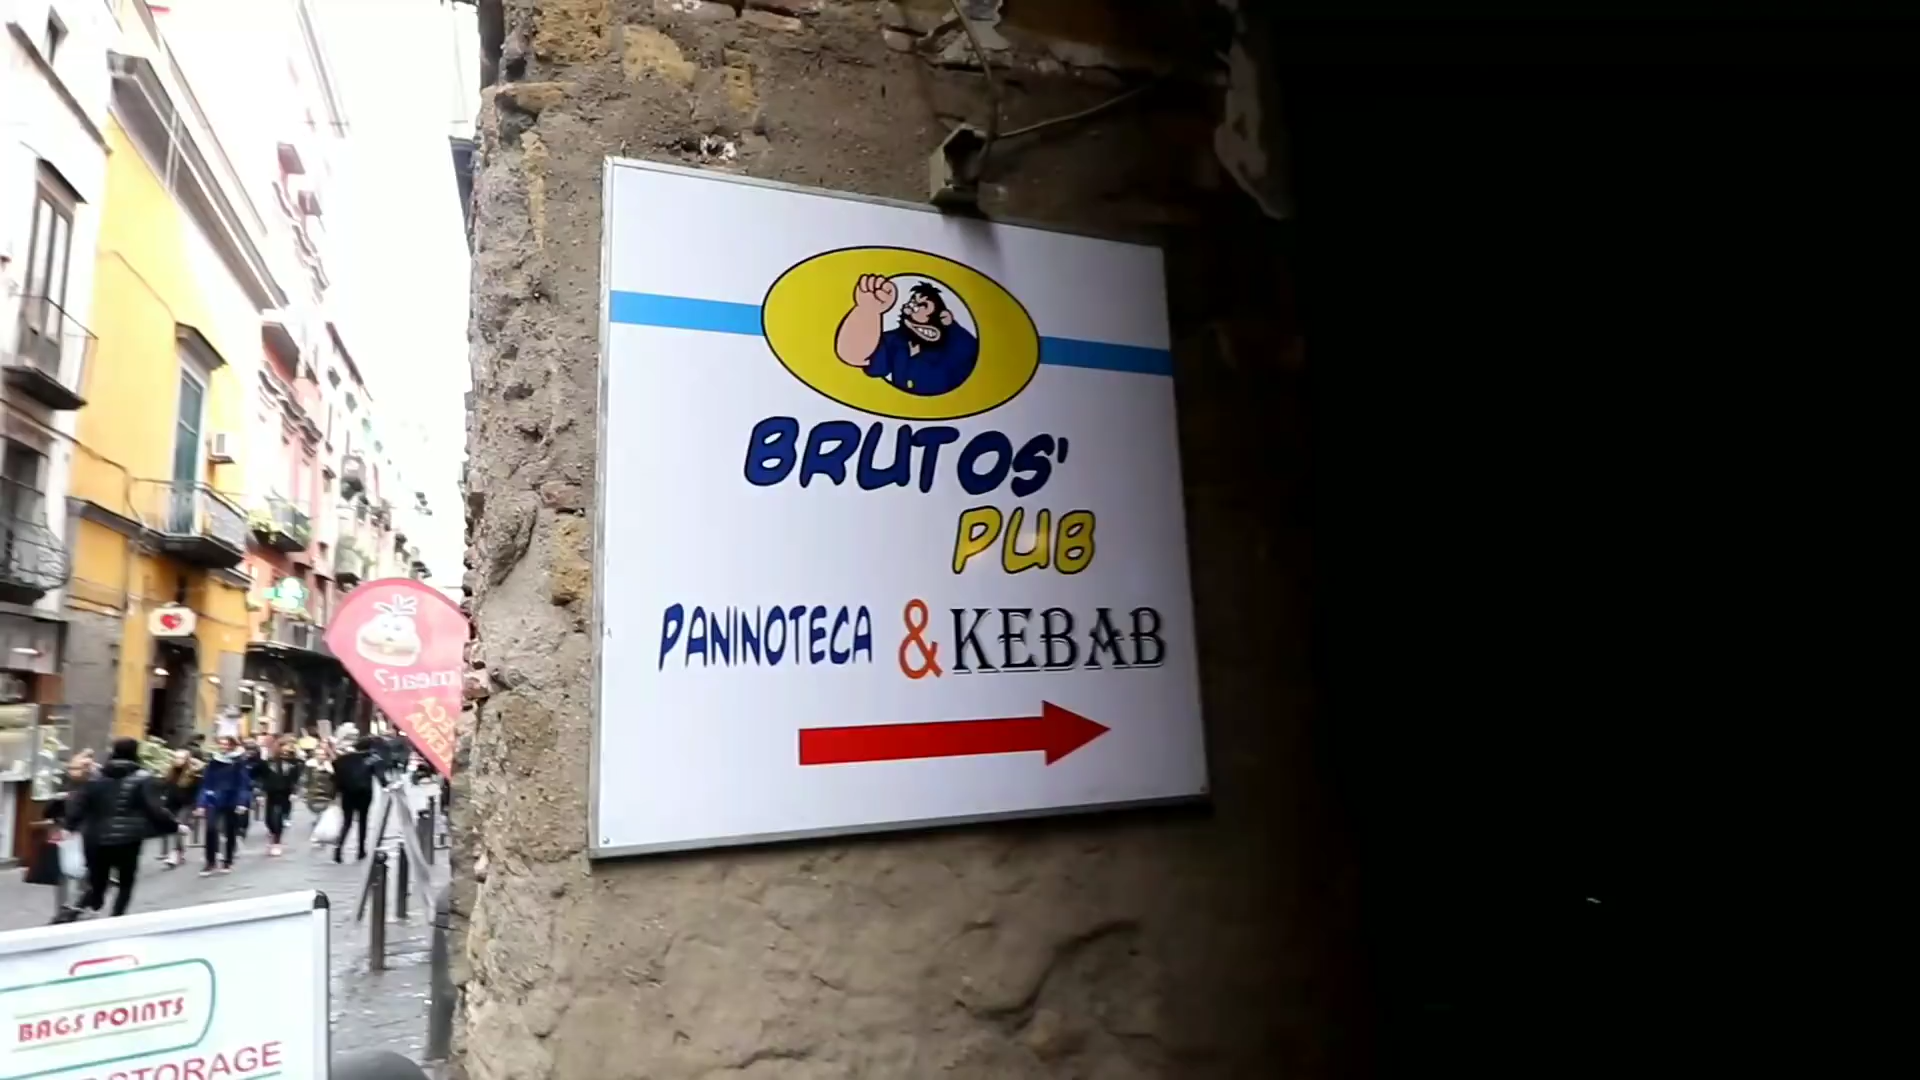 BRUTOS'
PUB
PANINOTECA & KEBAB
BAGS POINTS
STORAGE